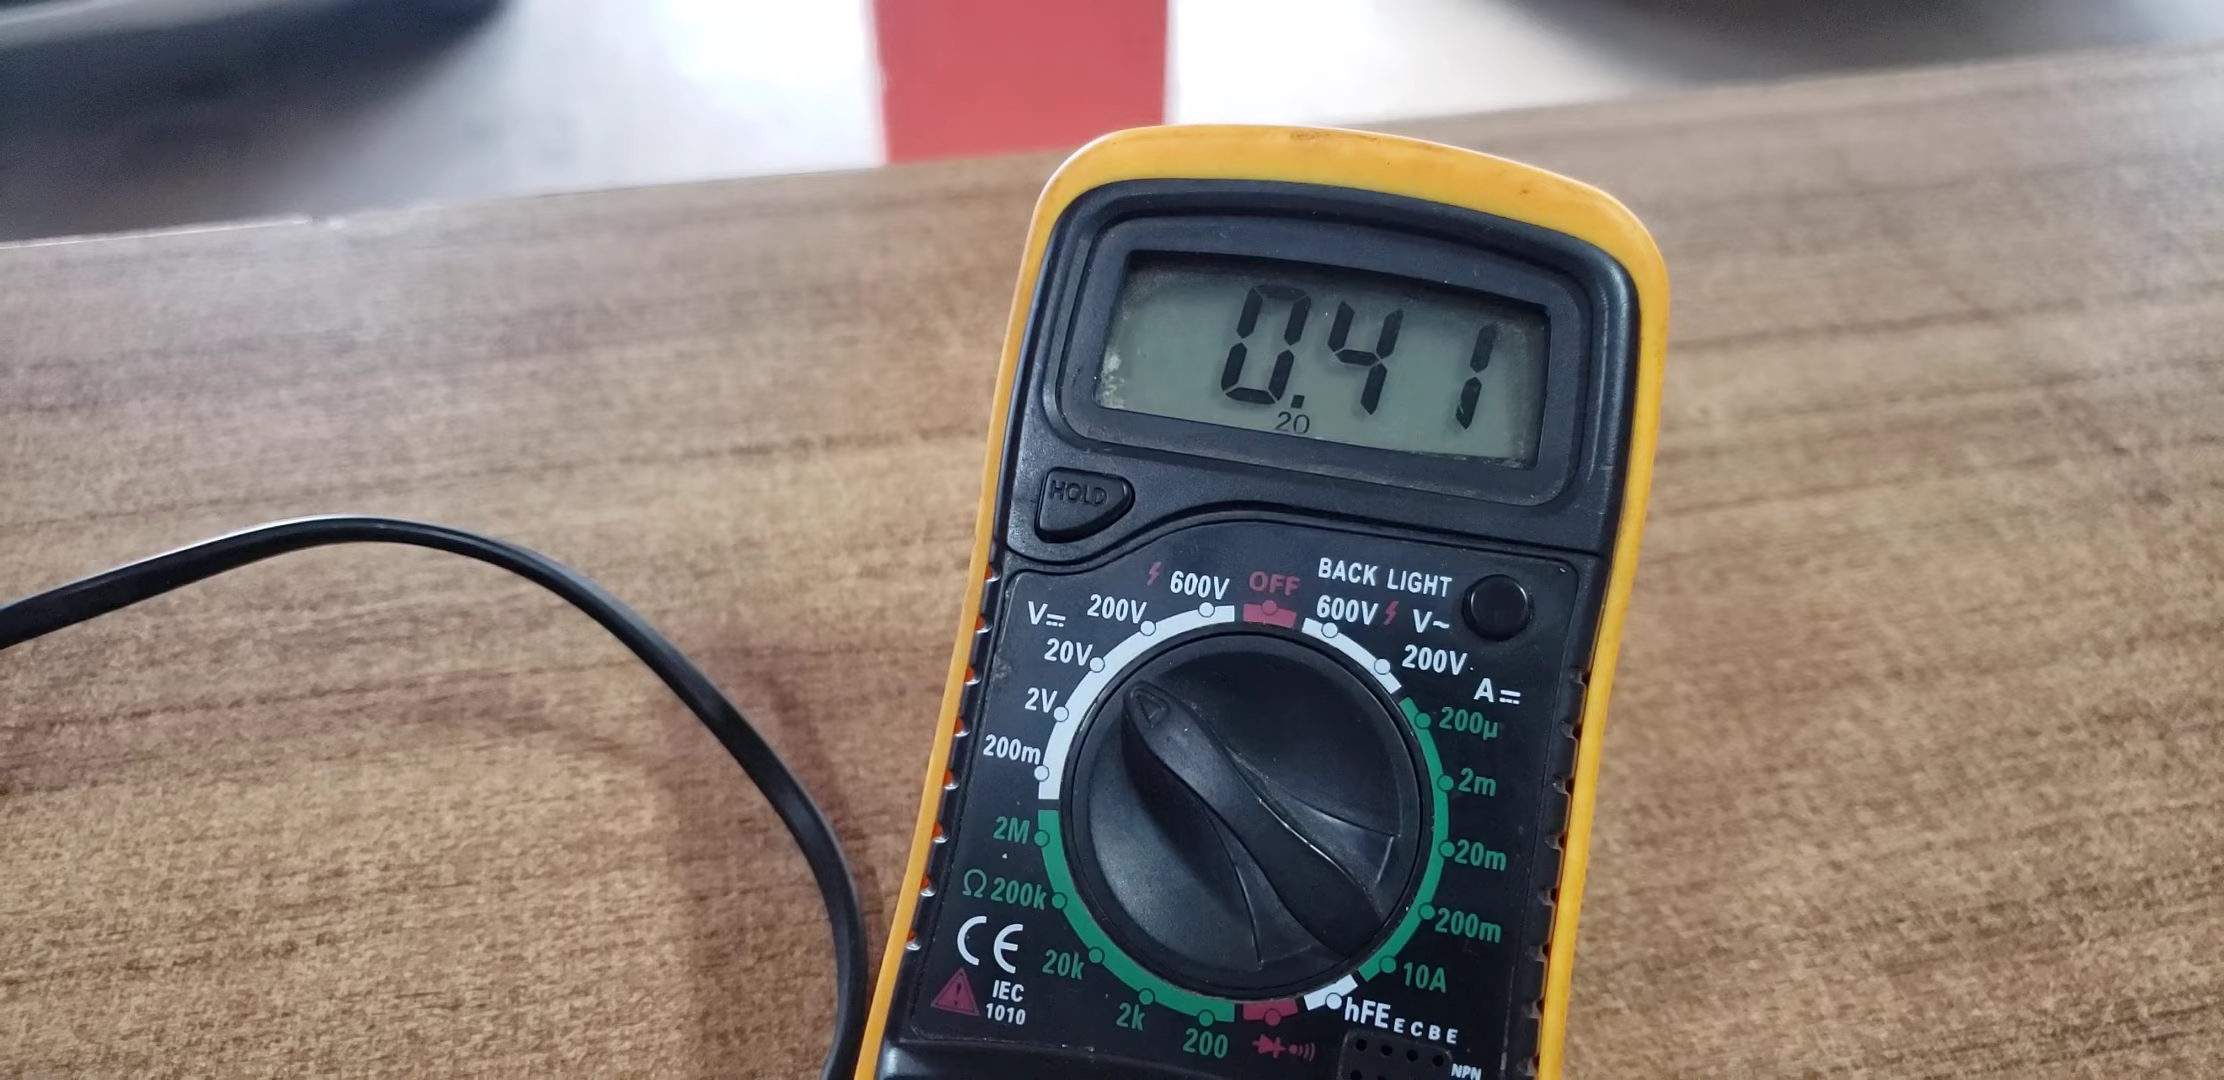 0.41
20
HOLD
BACK LIGHT
600V OFF 600V V~
V⎓ 200V 200V
20V A⎓
2V 200µ
200m 2m
2M 20m
Ω 200k 200m
CE 20k 10A
IEC 2k hFE E C B E
1010 200 NPN